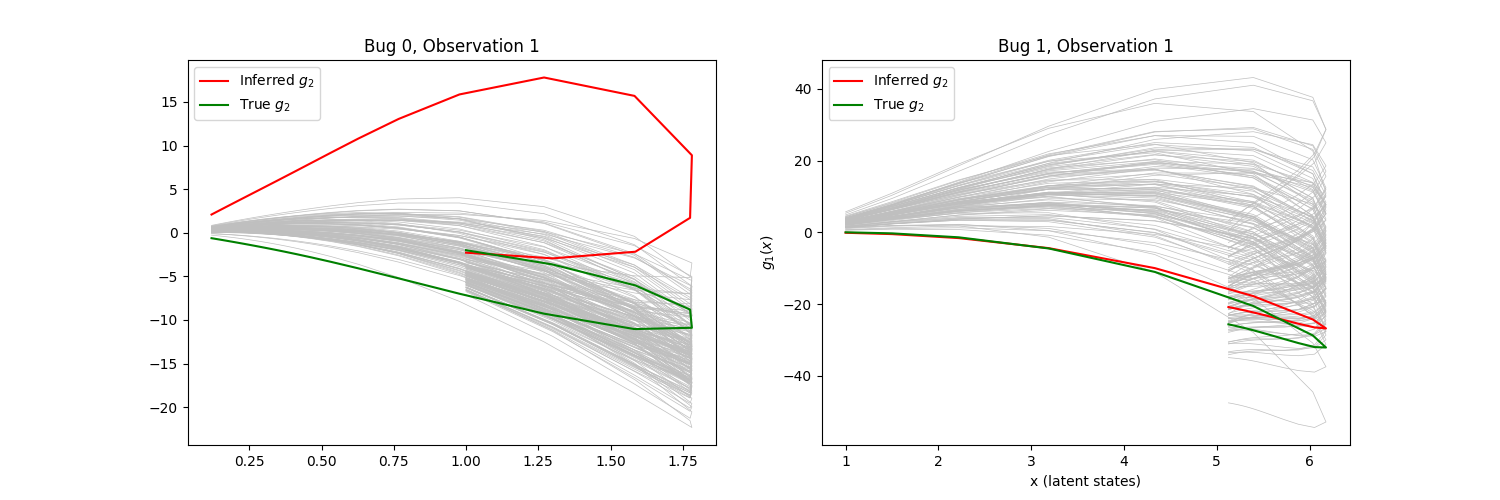 Bug 0, Observation 1
Inferred g₂
True g₂
15
10
5
0
−5
−10
−15
−20
0.25 0.50 0.75 1.00 1.25 1.50 1.75
Bug 1, Observation 1
Inferred g₂
True g₂
40
20
0
−20
−40
g₁(x)
1 2 3 4 5 6
x (latent states)